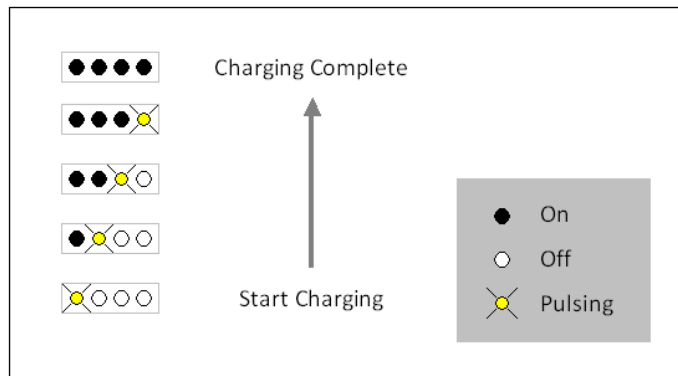 Charging Complete
Start Charging
On
Off
Pulsing